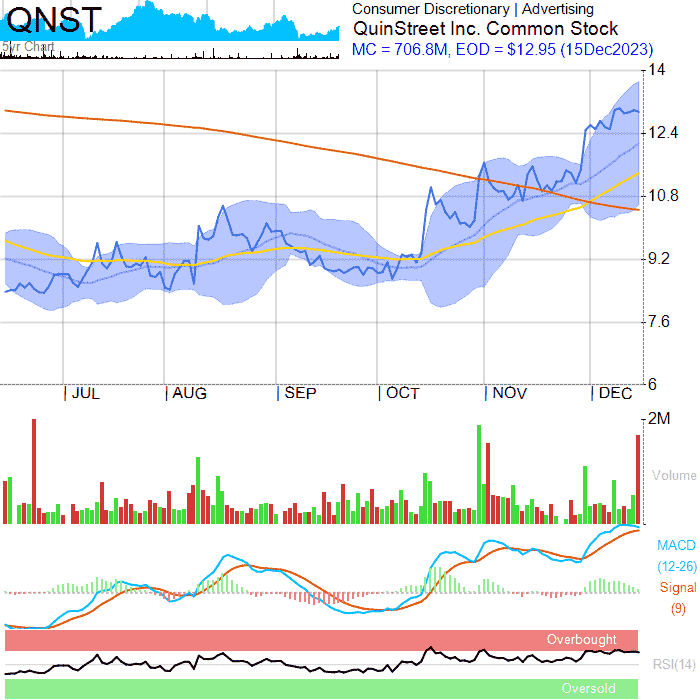 QNST
5yr Chart
Consumer Discretionary | Advertising
QuinStreet Inc. Common Stock
MC = 706.8M, EOD = $12.95 (15Dec2023)
14
12.4
10.8
9.2
7.6
6
| JUL | AUG | SEP | OCT | NOV | DEC
2M
Volume
MACD
(12-26)
Signal
(9)
Overbought
RSI(14)
Oversold